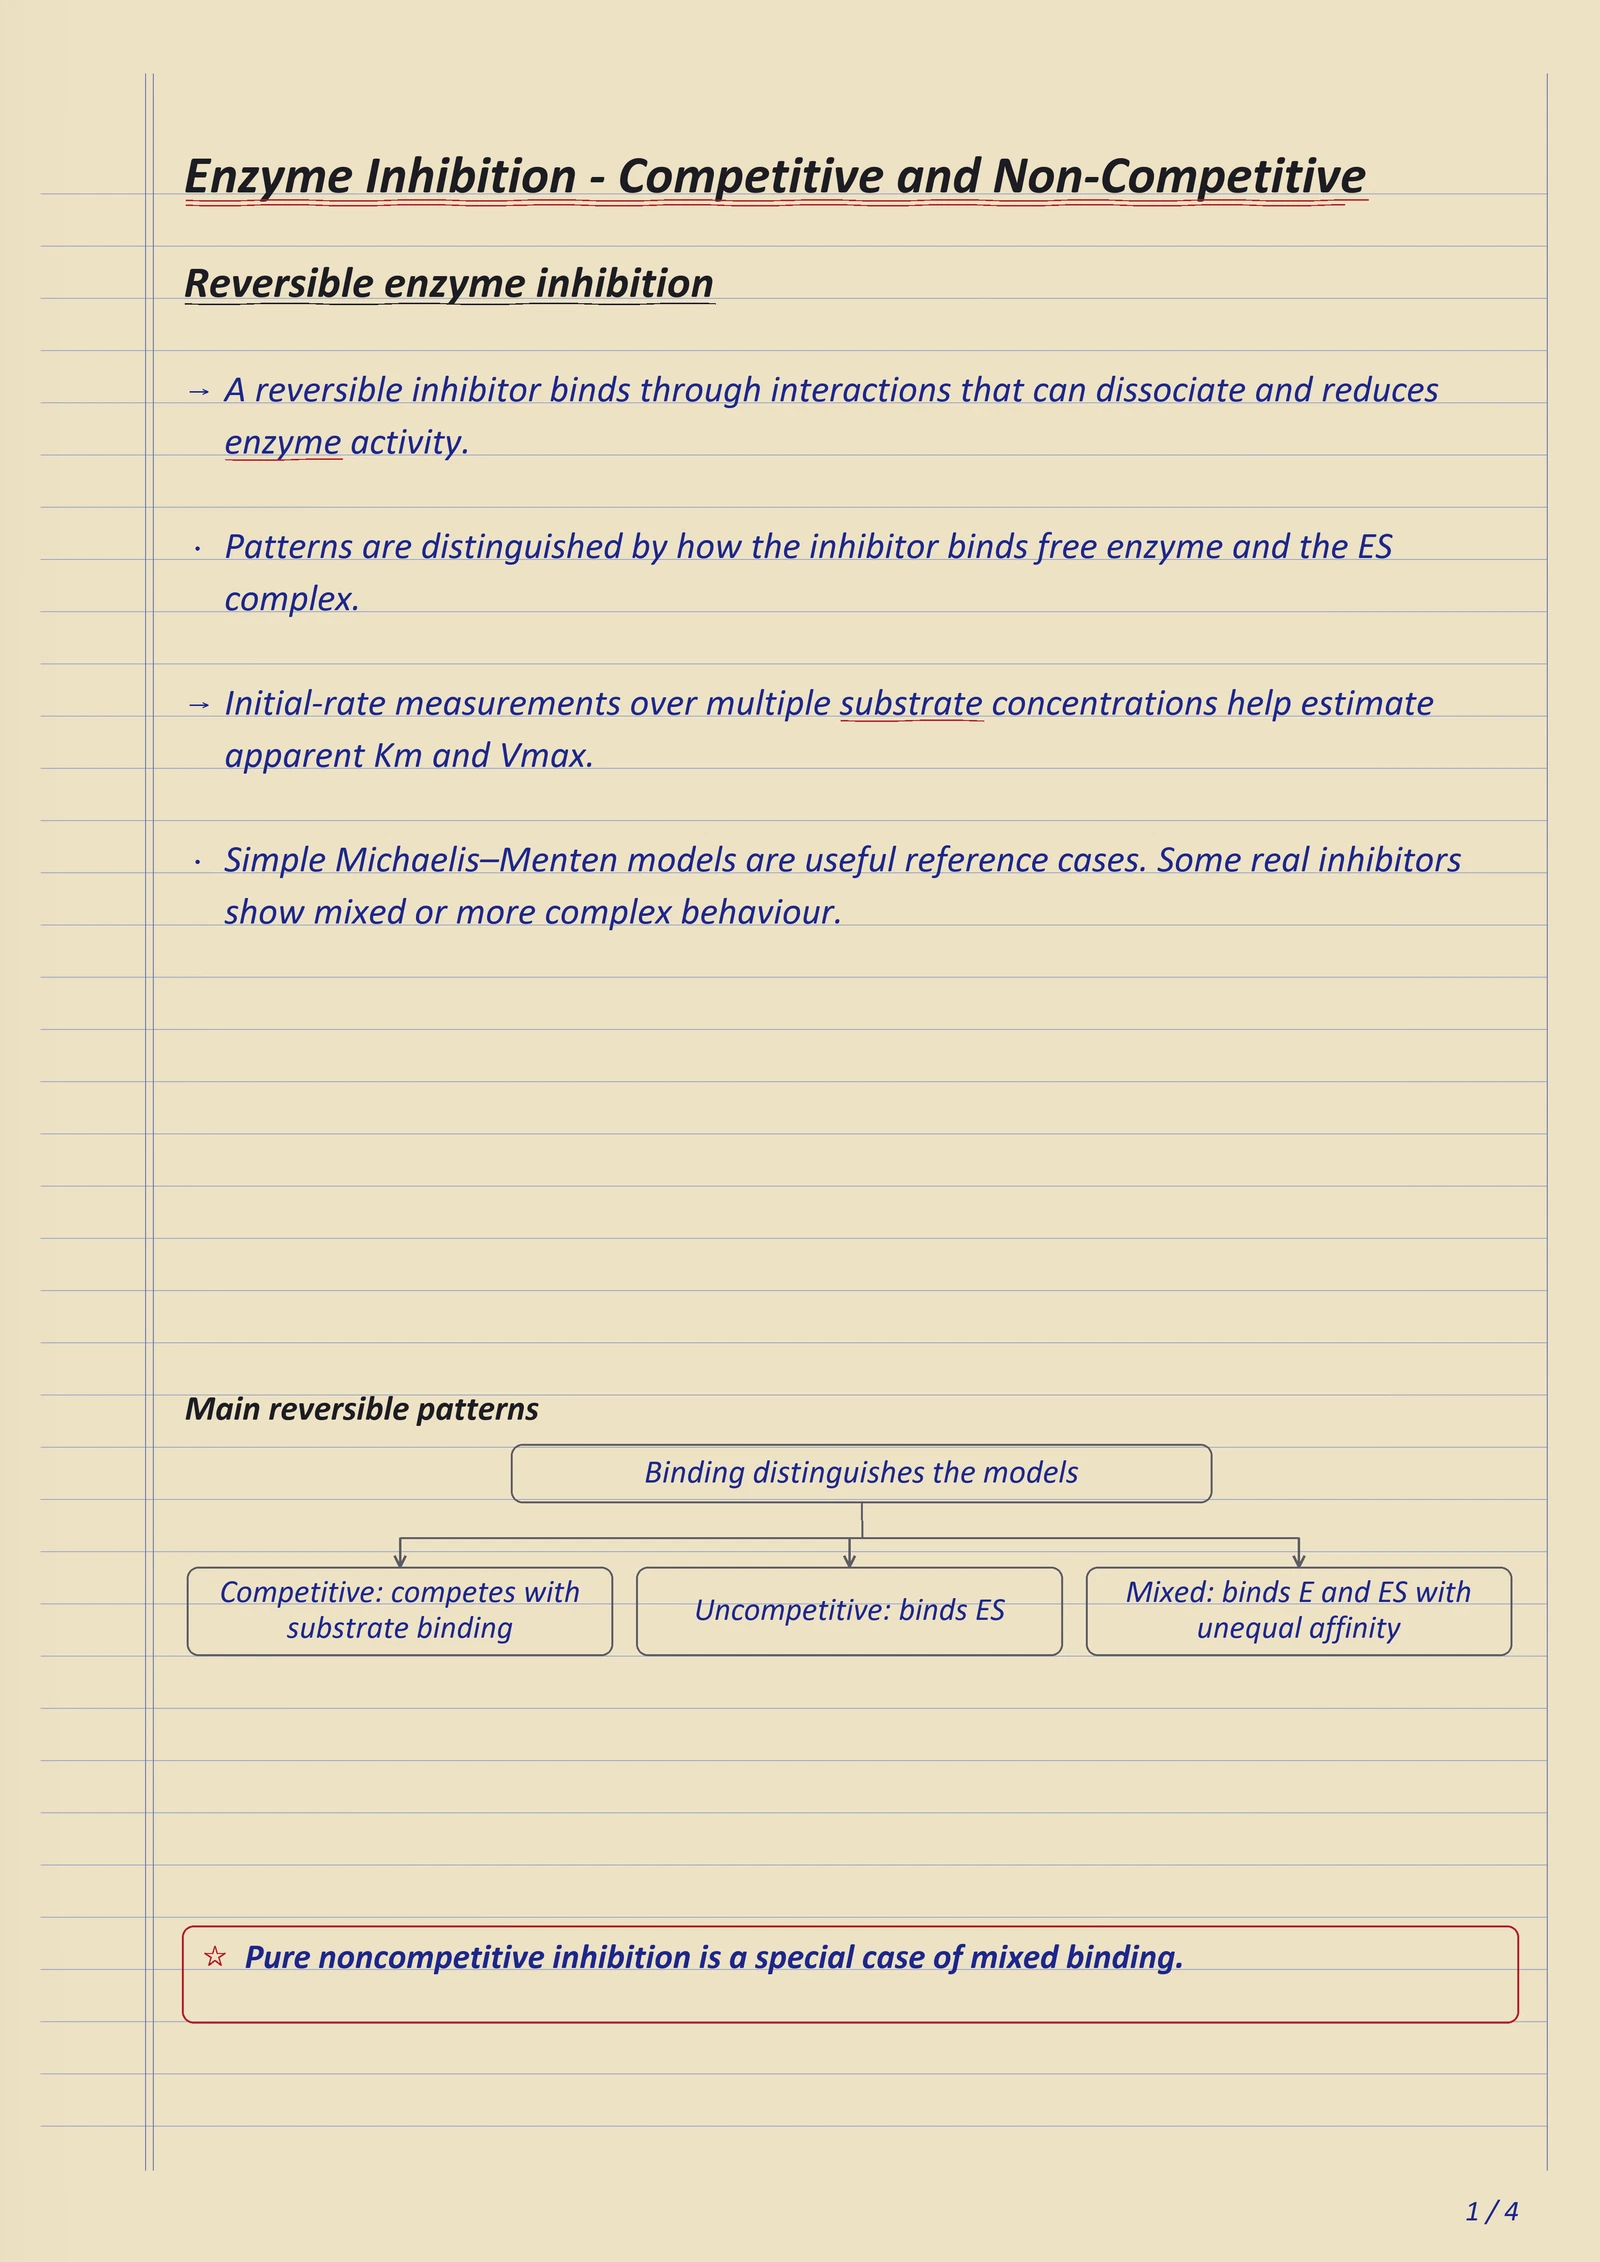 Enzyme Inhibition - Competitive and Non-Competitive
Reversible enzyme inhibition
→ A reversible inhibitor binds through interactions that can dissociate and reduces
enzyme activity.
· Patterns are distinguished by how the inhibitor binds free enzyme and the ES
complex.
→ Initial-rate measurements over multiple substrate concentrations help estimate
apparent Km and Vmax.
· Simple Michaelis–Menten models are useful reference cases. Some real inhibitors
show mixed or more complex behaviour.
Main reversible patterns
Binding distinguishes the models
Competitive: competes with
substrate binding
Uncompetitive: binds ES
Mixed: binds E and ES with
unequal affinity
☆ Pure noncompetitive inhibition is a special case of mixed binding.
1 / 4